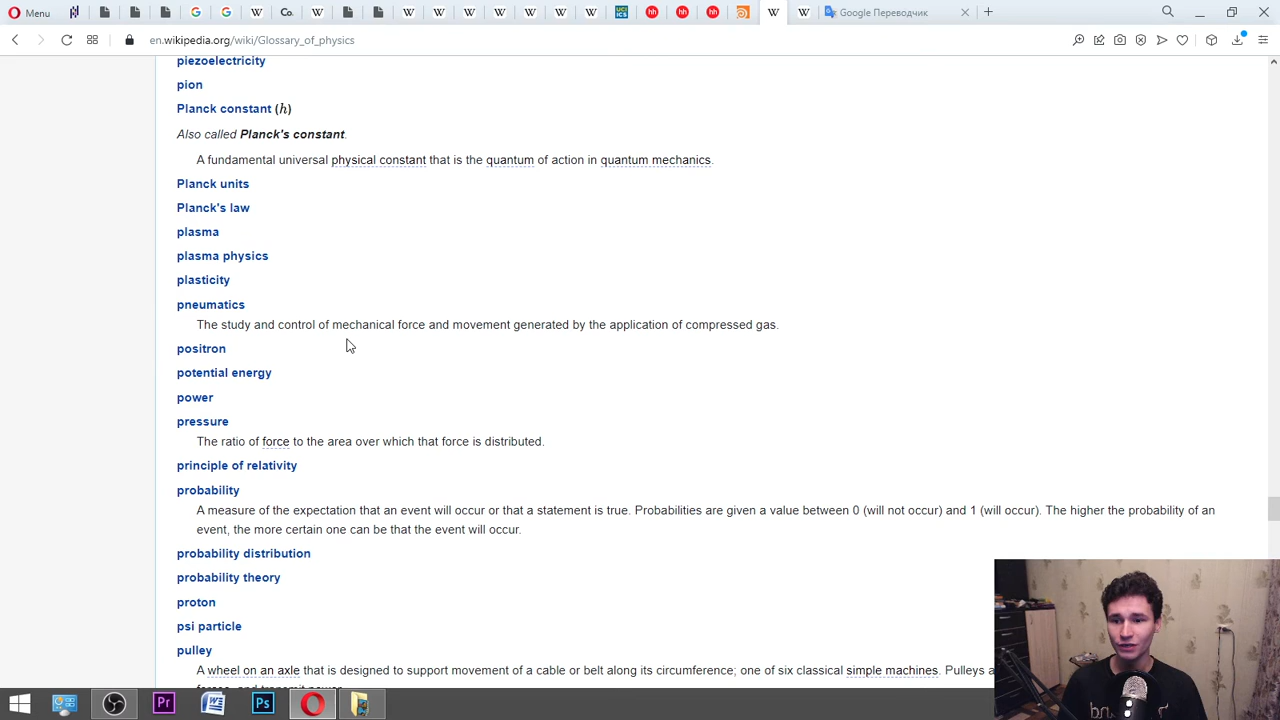 Menu
Co.
Google Переводчик
en.wikipedia.org/wiki/Glossary_of_physics
piezoelectricity
pion
Planck constant (h)
Also called Planck's constant.
A fundamental universal physical constant that is the quantum of action in quantum mechanics.
Planck units
Planck's law
plasma
plasma physics
plasticity
pneumatics
The study and control of mechanical force and movement generated by the application of compressed gas.
positron
potential energy
power
pressure
The ratio of force to the area over which that force is distributed.
principle of relativity
probability
A measure of the expectation that an event will occur or that a statement is true. Probabilities are given a value between 0 (will not occur) and 1 (will occur). The higher the probability of an
event, the more certain one can be that the event will occur.
probability distribution
probability theory
proton
psi particle
pulley
A wheel on an axle that is designed to support movement of a cable or belt along its circumference; one of six classical simple machines. Pulleys